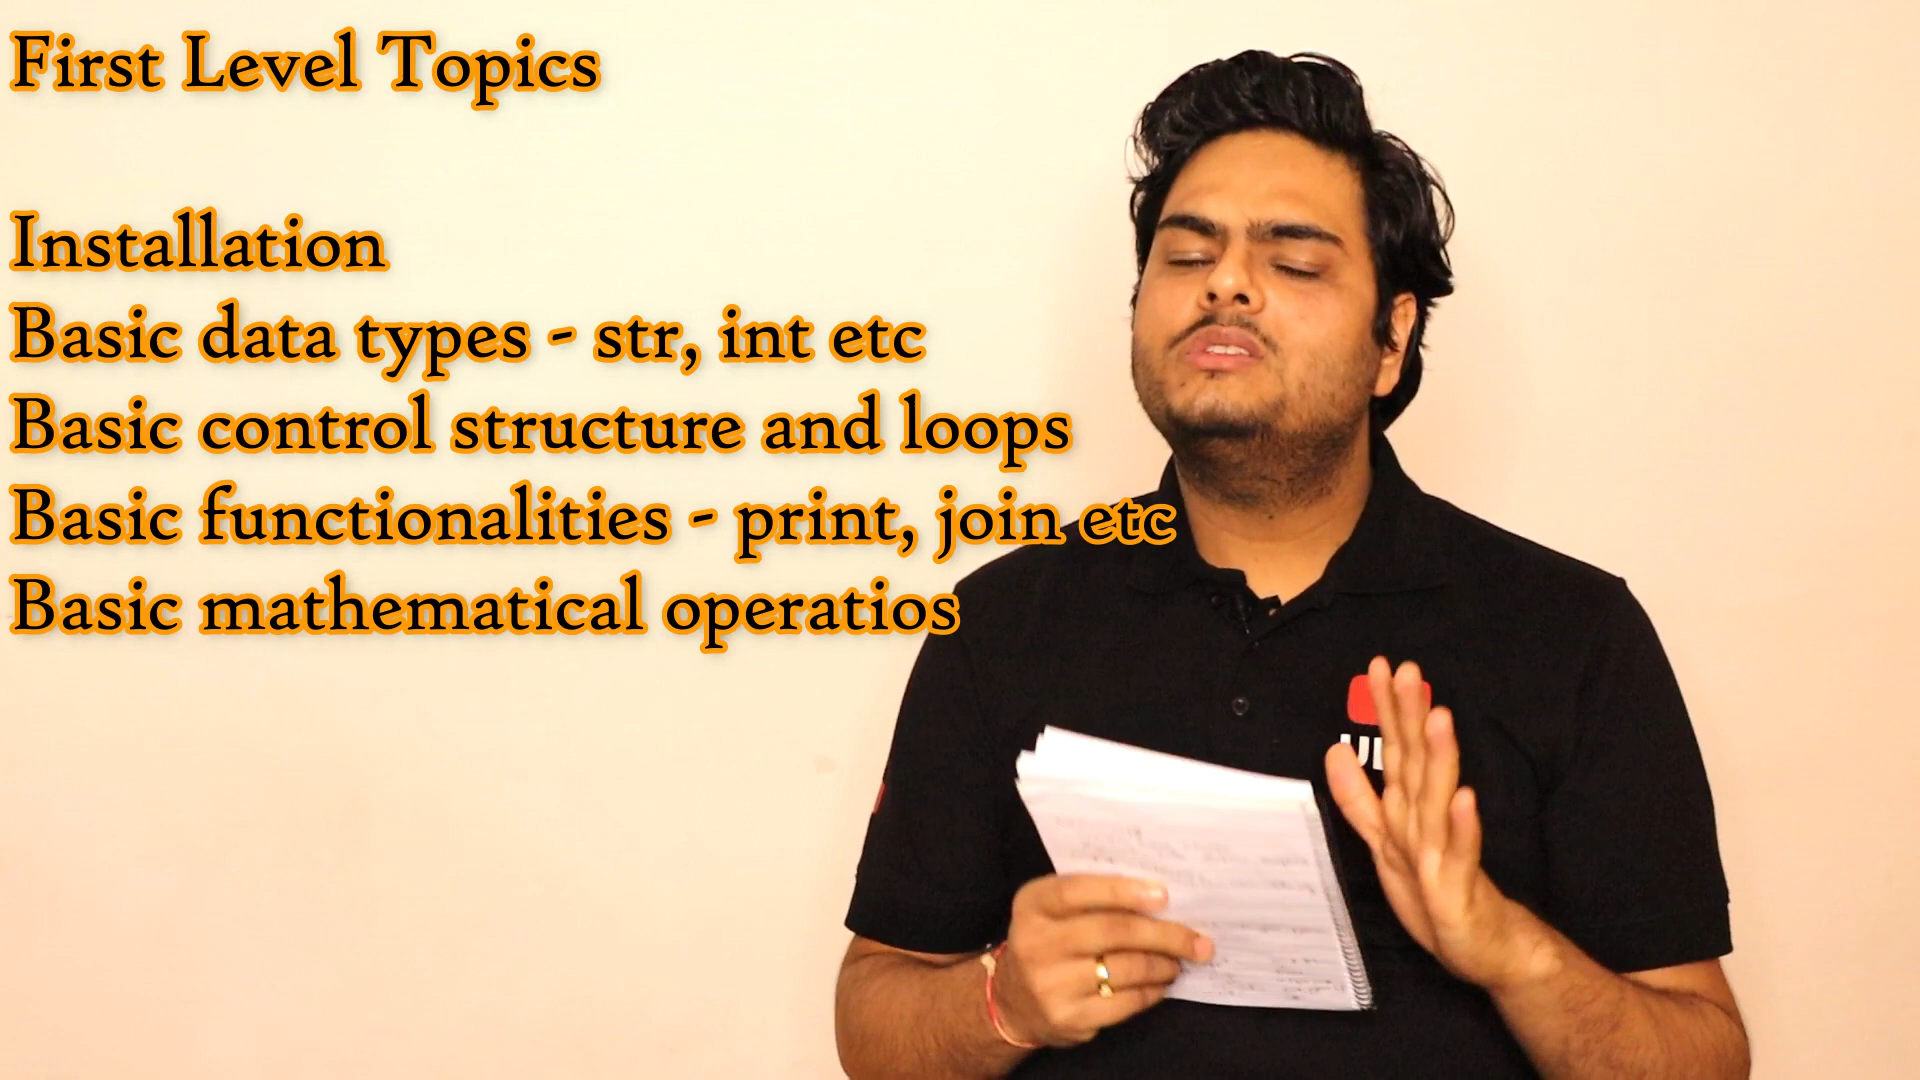 First Level Topics
Installation
Basic data types - str, int etc
Basic control structure and loops
Basic functionalities - print, join etc
Basic mathematical operatios